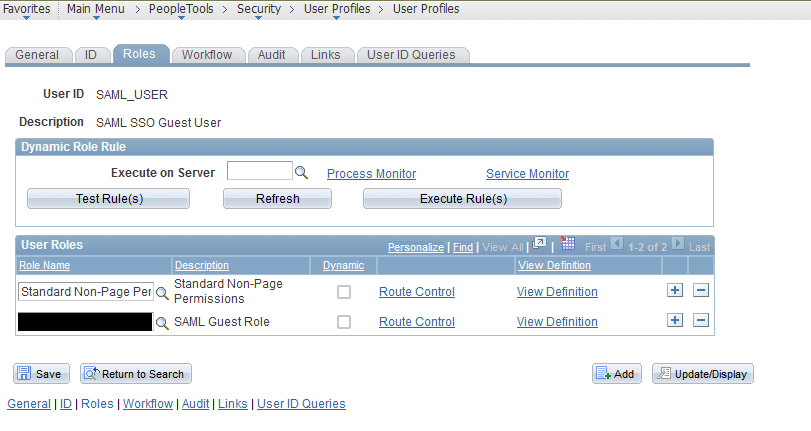 Favorites Main Menu > PeopleTools > Security > User Profiles > User Profiles
General ID Roles Workflow Audit Links User ID Queries
User ID SAML_USER
Description SAML SSO Guest User
Dynamic Role Rule
Execute on Server Process Monitor Service Monitor
Test Rule(s) Refresh Execute Rule(s)
User Roles Personalize | Find | View All | | First 1-2 of 2 Last
Role Name Description Dynamic View Definition
Standard Non-Page Per Standard Non-Page Permissions Route Control View Definition
SAML Guest Role Route Control View Definition
Save Return to Search Add Update/Display
General | ID | Roles | Workflow | Audit | Links | User ID Queries